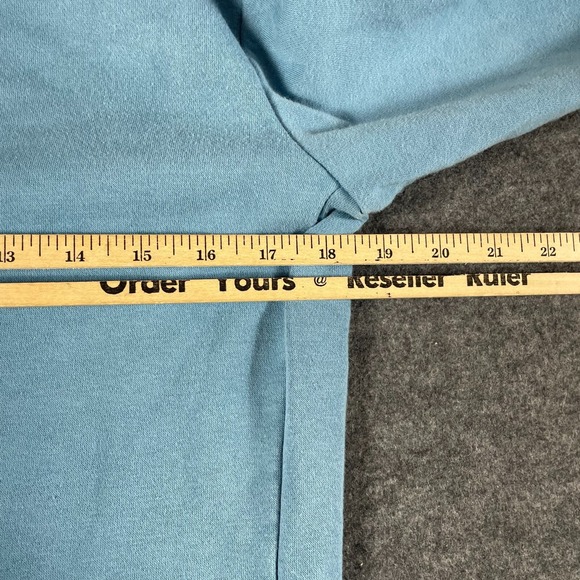 13 14 15 16 17 18 19 20 21 22
Order Yours @ Reseller Ruler